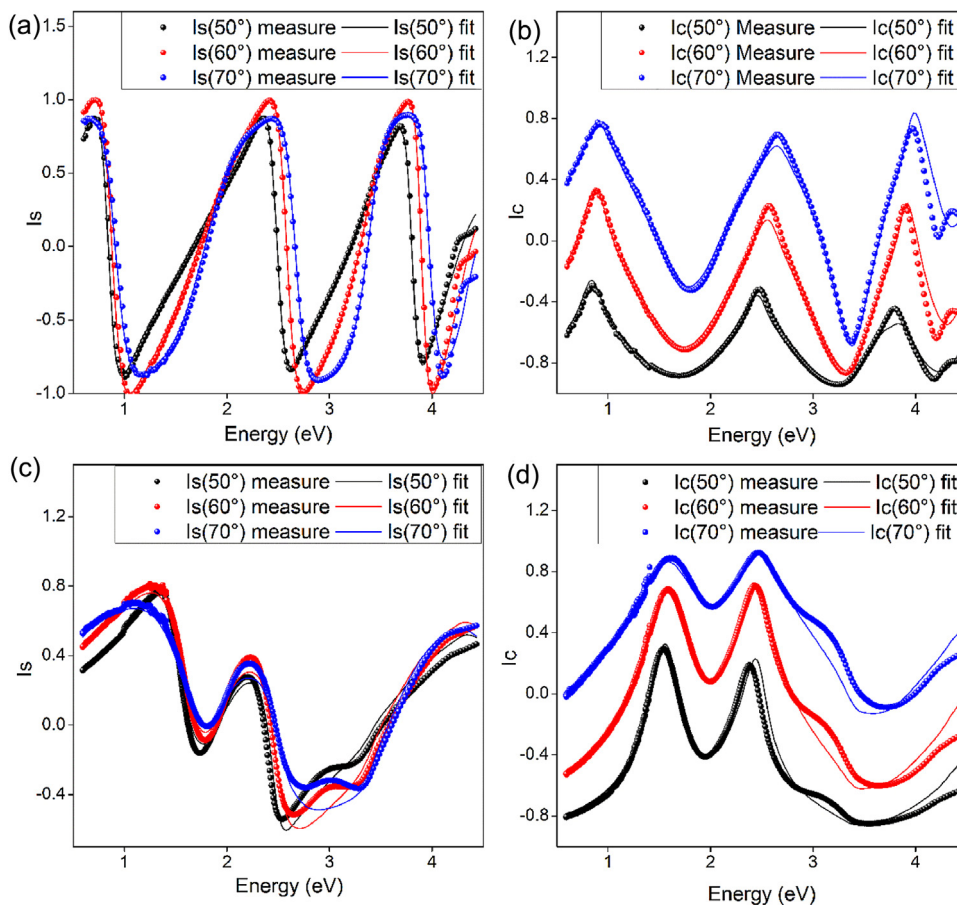 (a)
Is(50°) measure Is(50°) fit
Is(60°) measure Is(60°) fit
Is(70°) measure Is(70°) fit
1.5
1.0
0.5
0.0
-0.5
-1.0
Is
1 2 3 4
Energy (eV)
(b)
Ic(50°) Measure Ic(50°) fit
Ic(60°) Measure Ic(60°) fit
Ic(70°) Measure Ic(70°) fit
1.2
0.8
0.4
0.0
-0.4
-0.8
Ic
1 2 3 4
Energy (eV)
(c)
Is(50°) measure Is(50°) fit
Is(60°) measure Is(60°) fit
Is(70°) measure Is(70°) fit
1.2
0.8
0.4
0.0
-0.4
Is
1 2 3 4
Energy (eV)
(d)
Ic(50°) measure Ic(50°) fit
Ic(60°) measure Ic(60°) fit
Ic(70°) measure Ic(70°) fit
1.2
0.8
0.4
0.0
-0.4
-0.8
Ic
1 2 3 4
Energy (eV)